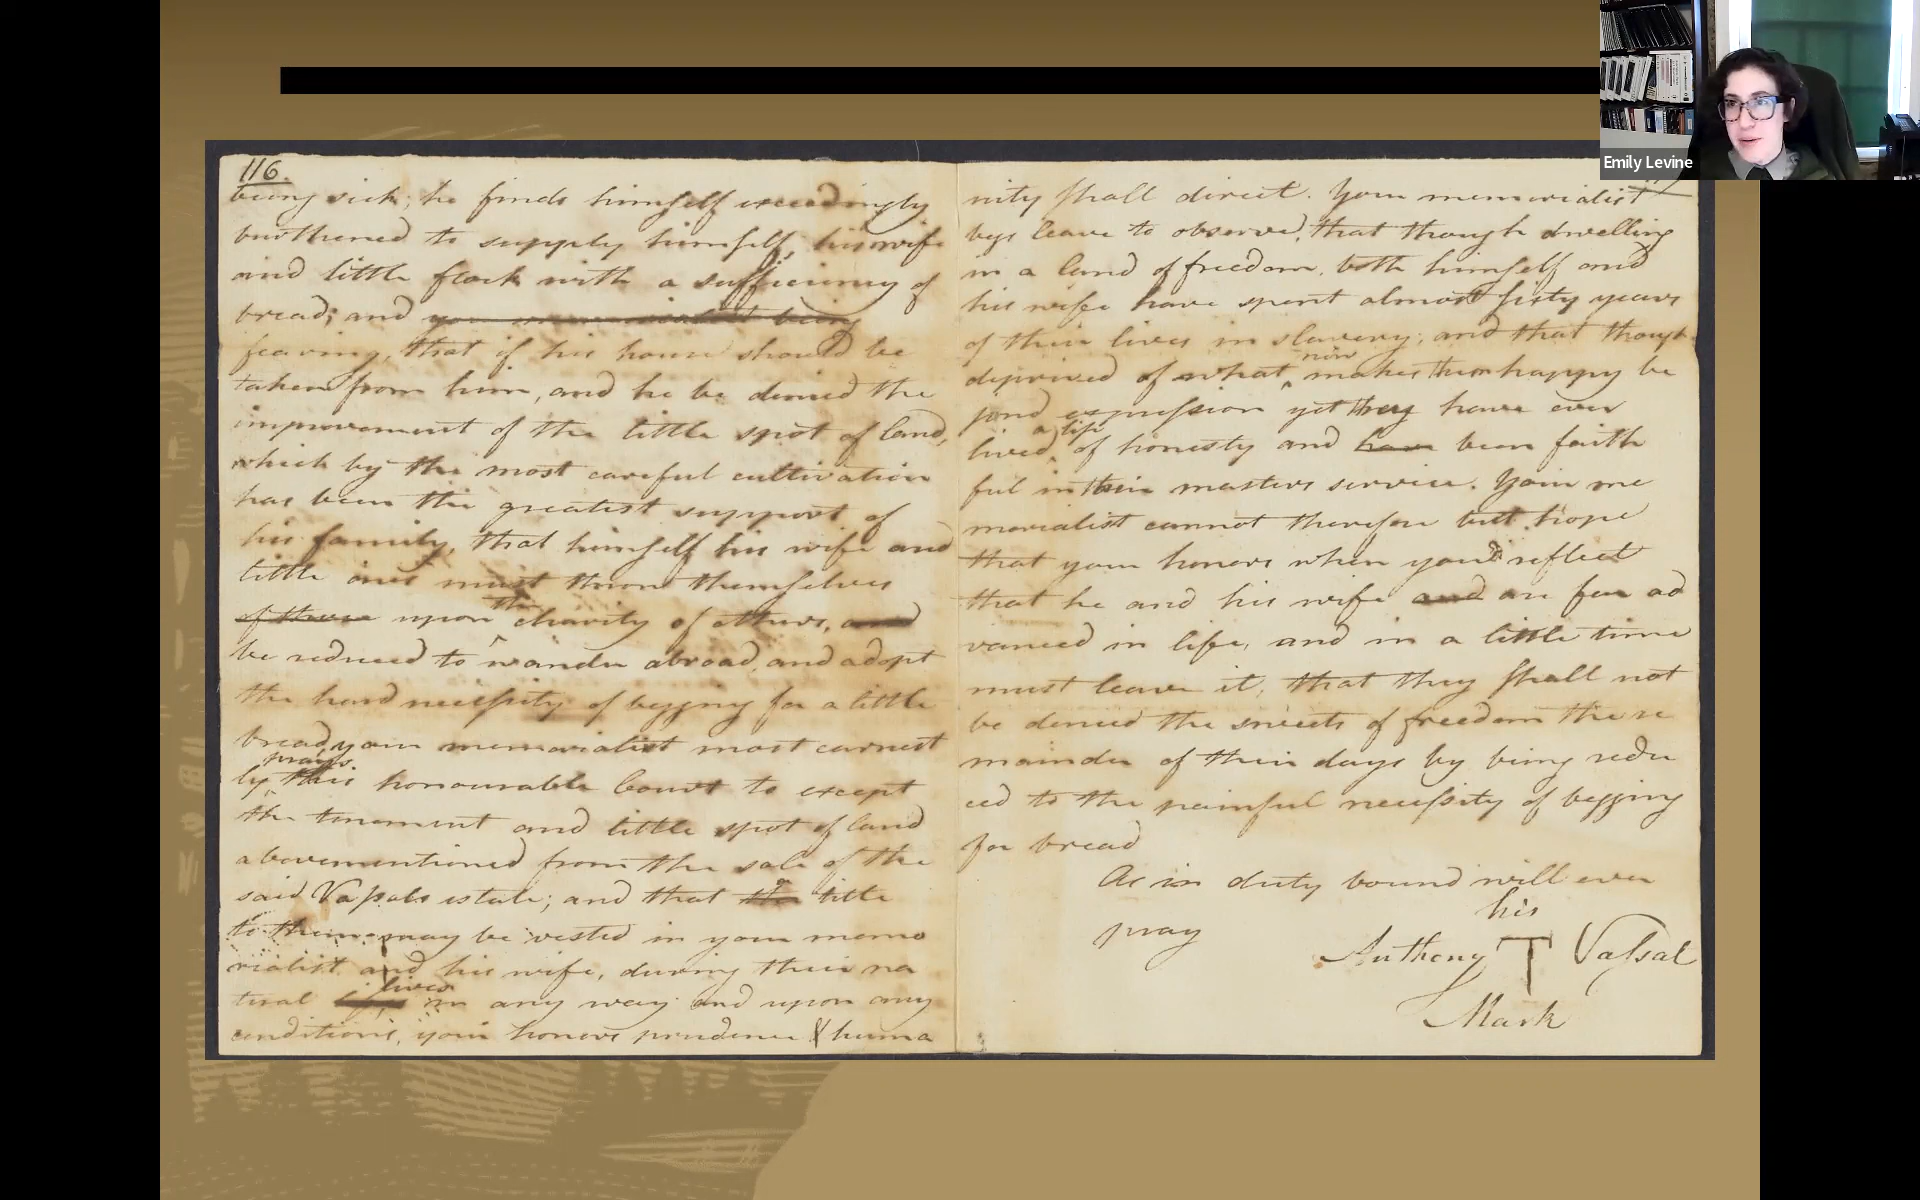 116.
being sick; he finds himself exceedingly
burthened to supply himself his wife
and little flock with a sufficiency of
bread; and your memorialist being
fearing, that if his house should be
taken from him, and he be denied the
improvement of the little spot of land,
which by the most careful cultivation
has been the greatest support of
his family, that himself his wife and
little ones must throw themselves
of throw upon the charity of others, and
be reduced to wander abroad, and adopt
the hard necessity of begging for a little
bread, your memorialist most earnest
ly prays this honourable Court to except
the tenement and little spot of land
abovementioned from the sale of the
said Vassals estate; and that the a title
to them may be vested in your memo
rialist and his wife, during their na
tural lives in any way and upon any
conditions, your honors prudence & huma
nity shall direct. Your memorialist
begs leave to observe, that though dwelling
in a land of freedom, both himself and
his wife have spent almost sixty years
of their lives in slavery; and that though
deprived of what now makes them happy be
yond expression yet they have ever
lived a life of honesty and have been faith
ful in their masters service. Your me
morialist cannot therefore but hope
that your honors when you reflect
that he and his wife and are far ad
vanced in life, and in a little time
must leave it, that they shall not
be denied the sweets of freedom the re
mainder of their days by being redu
ced to the painful necessity of begging
for bread
As in duty bound will ever
pray
his
Anthony T Vassal
Mark
Emily Levine